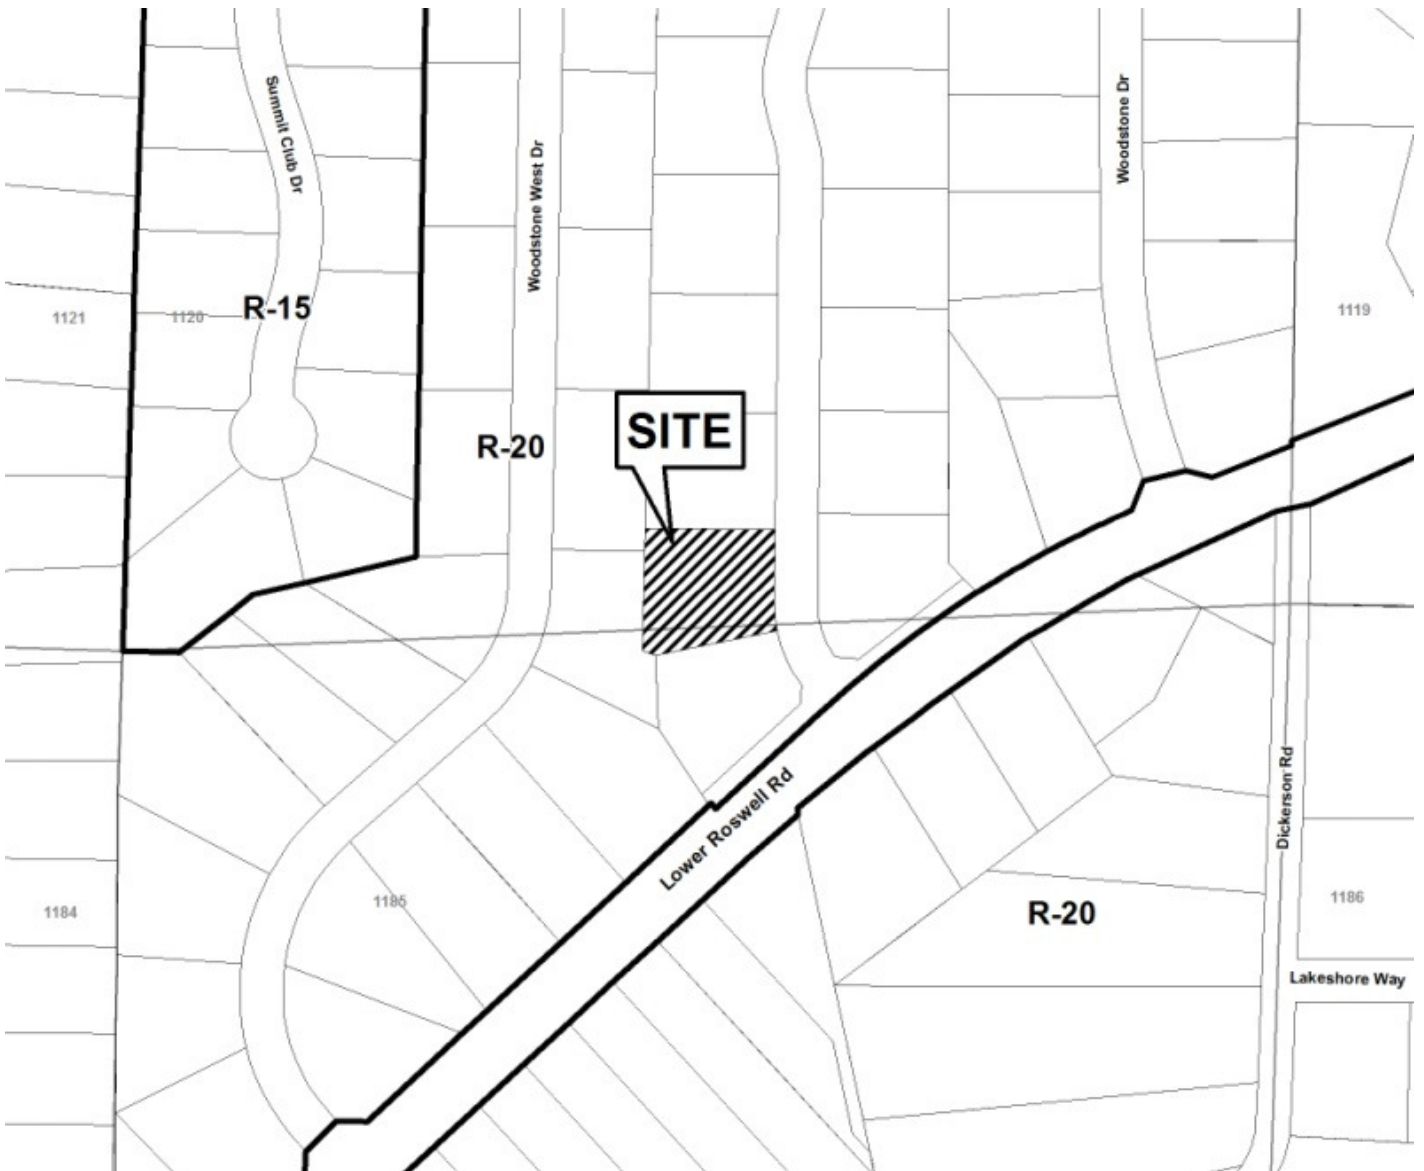 Summit Club Dr
Woodstone West Dr
Woodstone Dr
1121
1120
R-15
1119
SITE
R-20
Lower Roswell Rd
Dickerson Rd
1184
1185
R-20
1186
Lakeshore Way